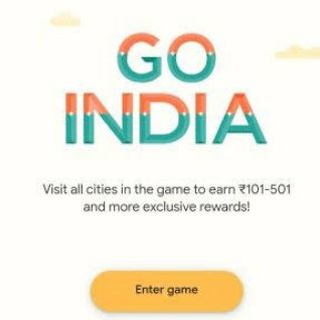 GO
INDIA
Visit all cities in the game to earn ₹101-501
and more exclusive rewards!
Enter game